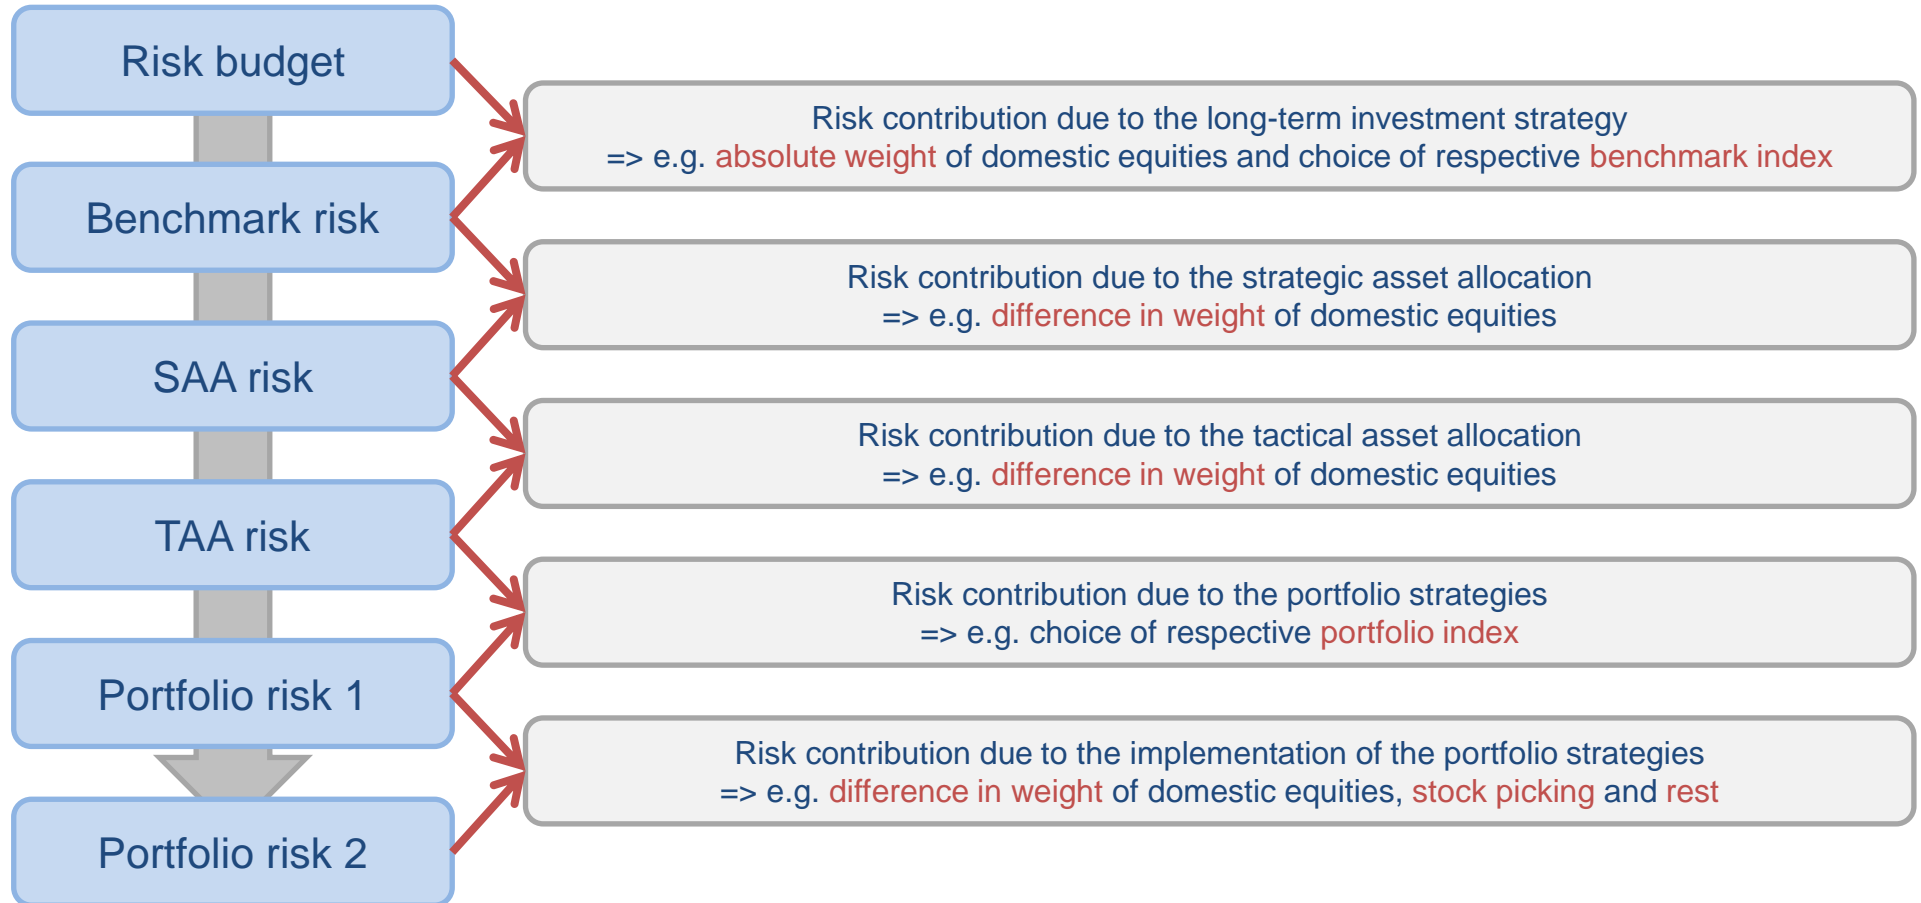 Risk budget
Risk contribution due to the long-term investment strategy
=> e.g. absolute weight of domestic equities and choice of respective benchmark index
Benchmark risk
Risk contribution due to the strategic asset allocation
=> e.g. difference in weight of domestic equities
SAA risk
Risk contribution due to the tactical asset allocation
=> e.g. difference in weight of domestic equities
TAA risk
Risk contribution due to the portfolio strategies
=> e.g. choice of respective portfolio index
Portfolio risk 1
Risk contribution due to the implementation of the portfolio strategies
=> e.g. difference in weight of domestic equities, stock picking and rest
Portfolio risk 2